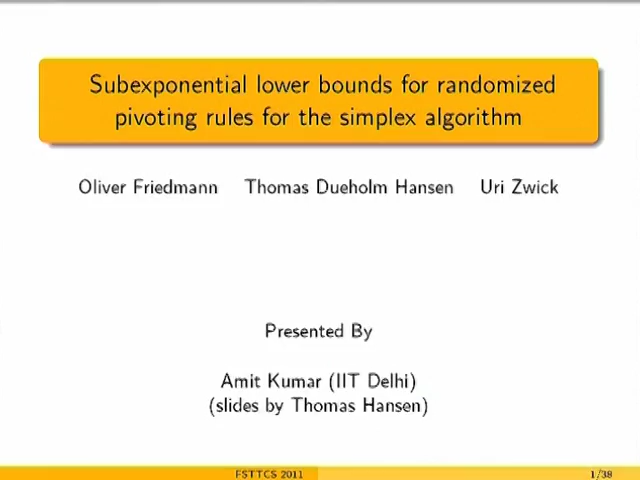 Subexponential lower bounds for randomized
pivoting rules for the simplex algorithm
Oliver Friedmann Thomas Dueholm Hansen Uri Zwick
Presented By
Amit Kumar (IIT Delhi)
(slides by Thomas Hansen)
FSTTCS 2011 1/38